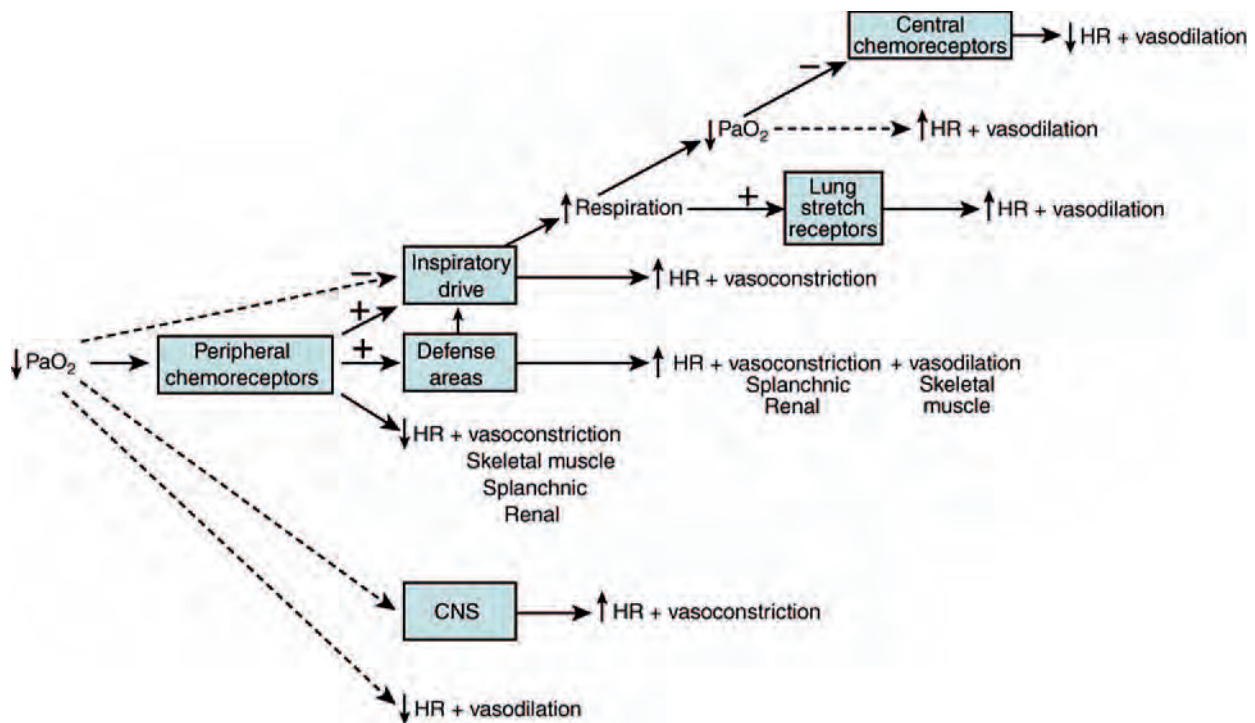 Central
chemoreceptors
↓ HR + vasodilation
−
↓ PaO₂
↑ HR + vasodilation
↑ Respiration
+
Lung
stretch
receptors
↑ HR + vasodilation
−
Inspiratory
drive
↑ HR + vasoconstriction
+
↓ PaO₂
Peripheral
chemoreceptors
+
Defense
areas
↑ HR + vasoconstriction + vasodilation
Splanchnic Skeletal
Renal muscle
↓ HR + vasoconstriction
Skeletal muscle
Splanchnic
Renal
CNS
↑ HR + vasoconstriction
↓ HR + vasodilation